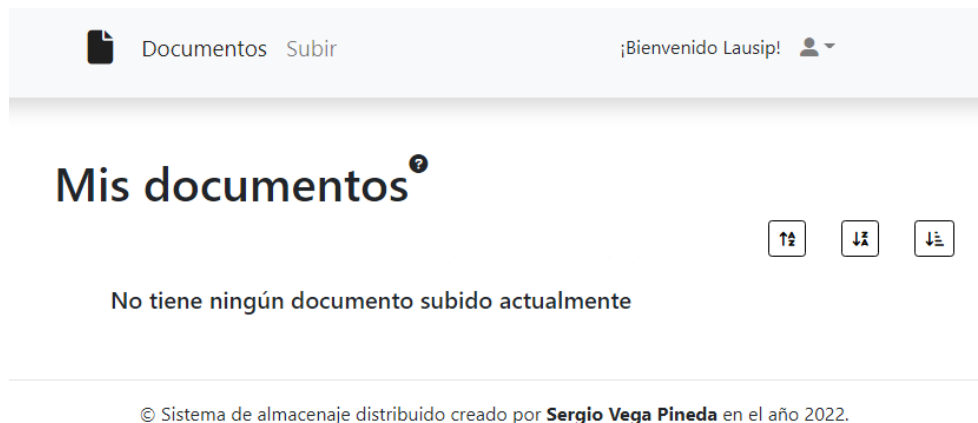 Documentos Subir ¡Bienvenido Lausip!
Mis documentos
No tiene ningún documento subido actualmente
© Sistema de almacenaje distribuido creado por Sergio Vega Pineda en el año 2022.